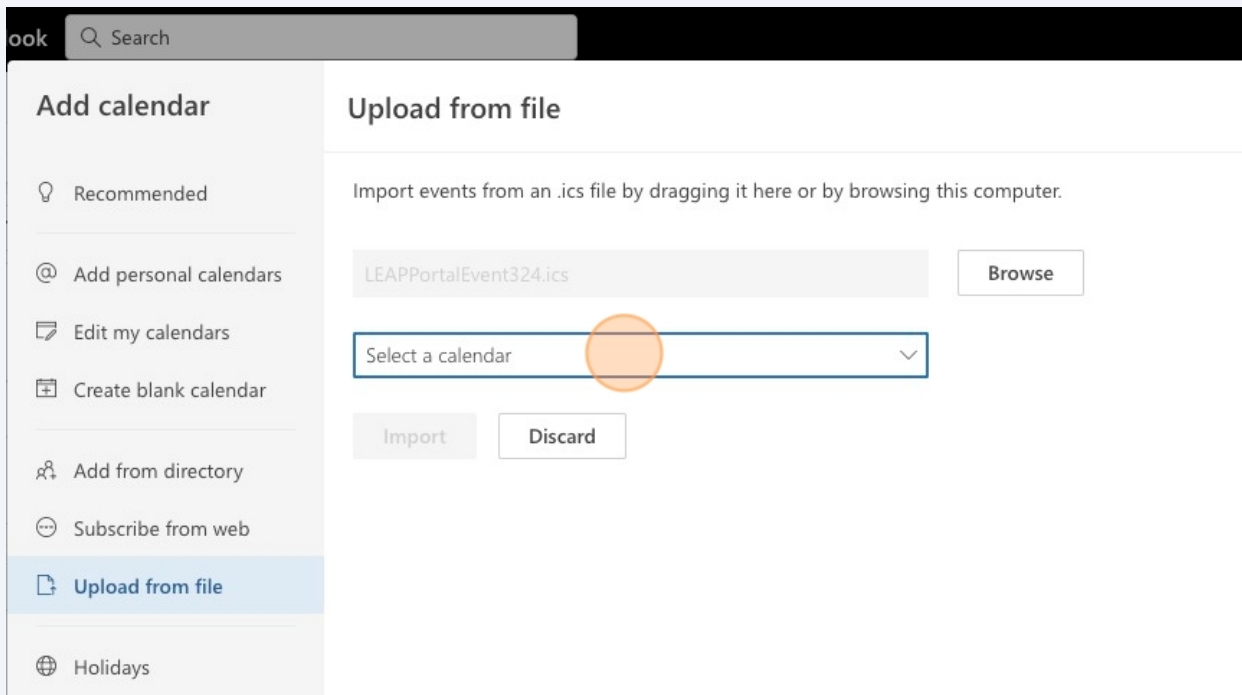 ook
Search
Add calendar
Recommended
Add personal calendars
Edit my calendars
Create blank calendar
Add from directory
Subscribe from web
Upload from file
Holidays
Upload from file
Import events from an .ics file by dragging it here or by browsing this computer.
LEAPPortalEvent324.ics
Browse
Select a calendar
Import
Discard